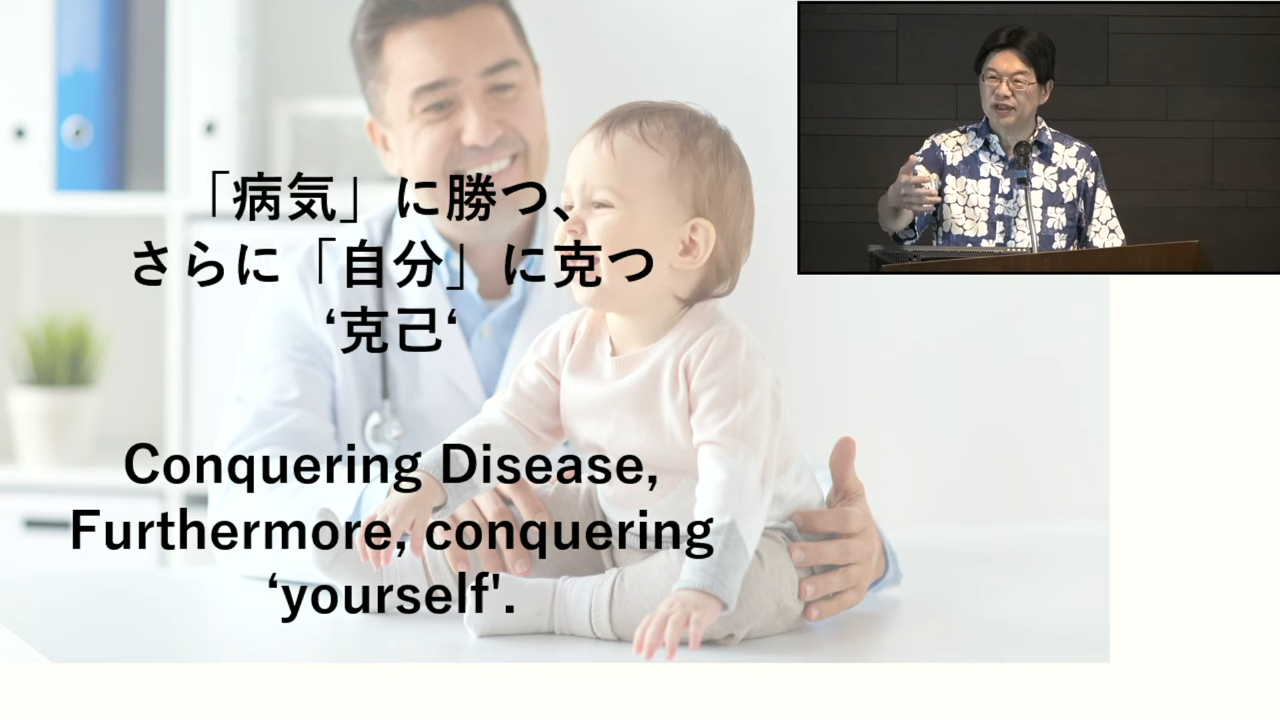 「病気」に勝つ、
さらに「自分」に克つ
‘克己‘
Conquering Disease,
Furthermore, conquering
‘yourself'.